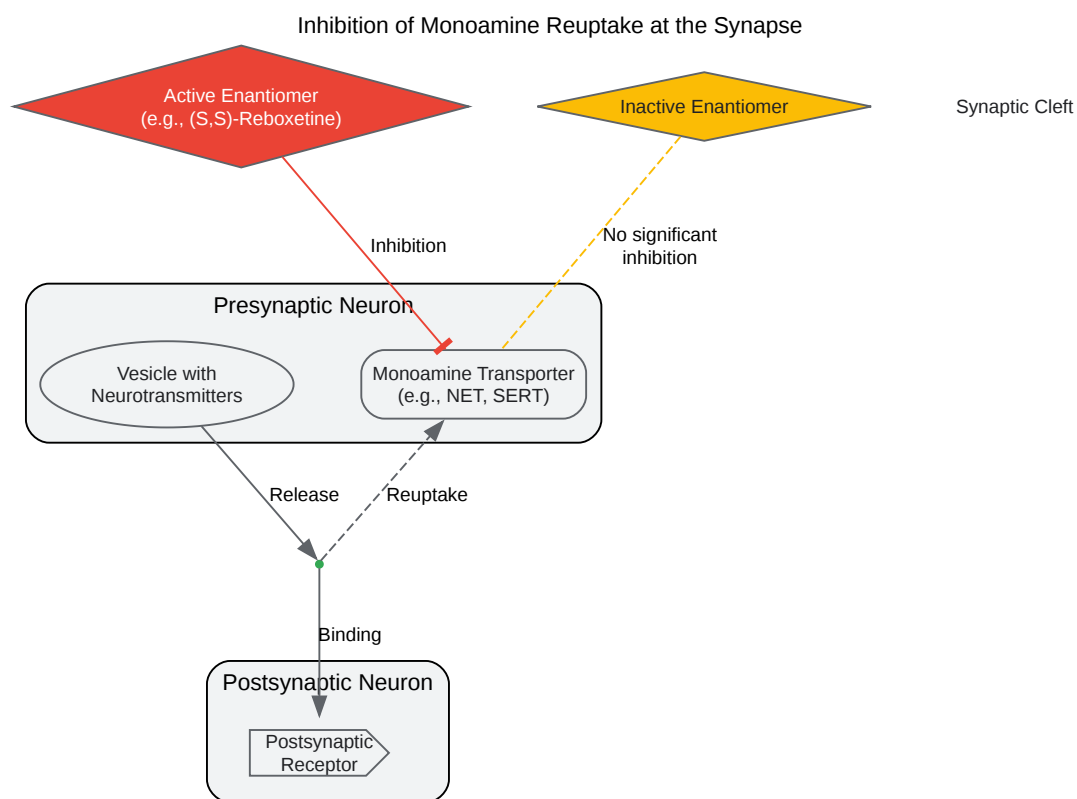 Inhibition of Monoamine Reuptake at the Synapse
Active Enantiomer
(e.g., (S,S)-Reboxetine)
Inactive Enantiomer
Synaptic Cleft
Inhibition
No significant
inhibition
Presynaptic Neuron
Vesicle with
Neurotransmitters
Monoamine Transporter
(e.g., NET, SERT)
Release
Reuptake
Binding
Postsynaptic Neuron
Postsynaptic
Receptor